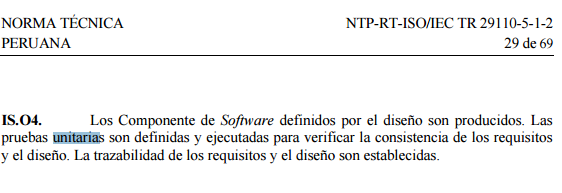 NORMA TÉCNICA NTP-RT-ISO/IEC TR 29110-5-1-2
PERUANA 29 de 69
IS.O4. Los Componente de Software definidos por el diseño son producidos. Las
pruebas unitarias son definidas y ejecutadas para verificar la consistencia de los requisitos
y el diseño. La trazabilidad de los requisitos y el diseño son establecidas.